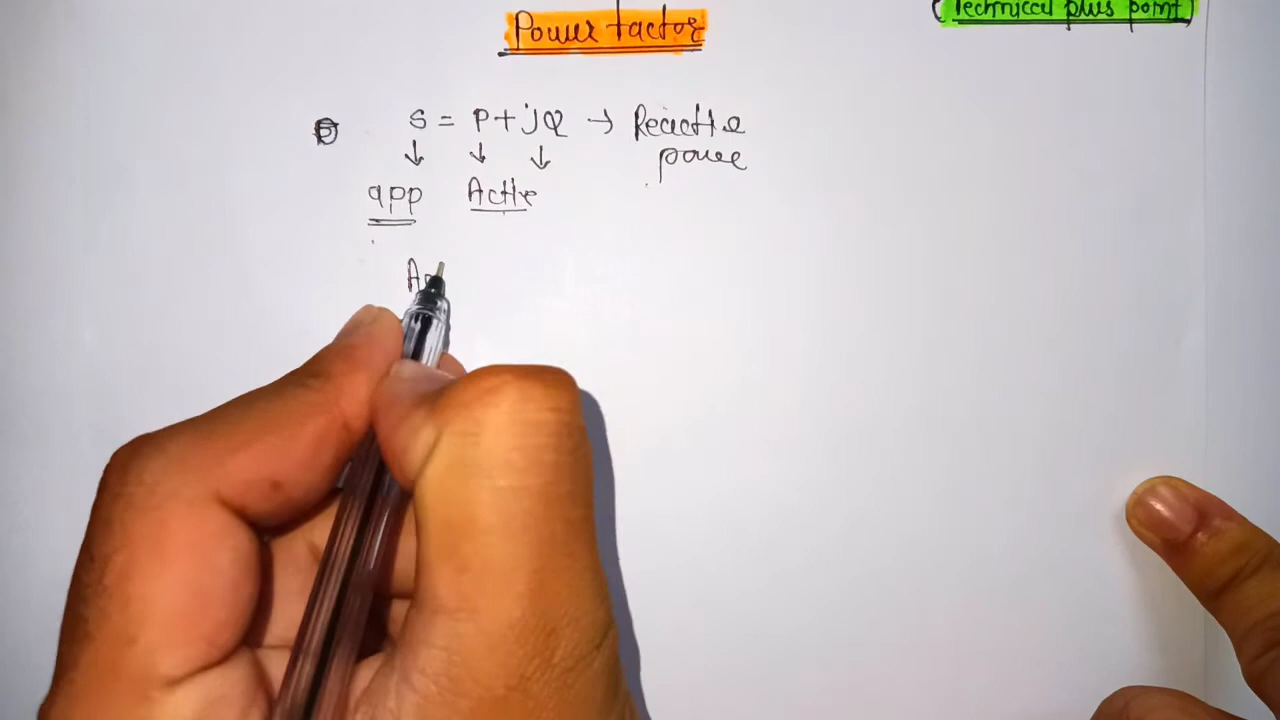 Power factor
(Technical plus point)
S = P + jQ → Reactive
power
↓ ↓ ↓
app Active
A